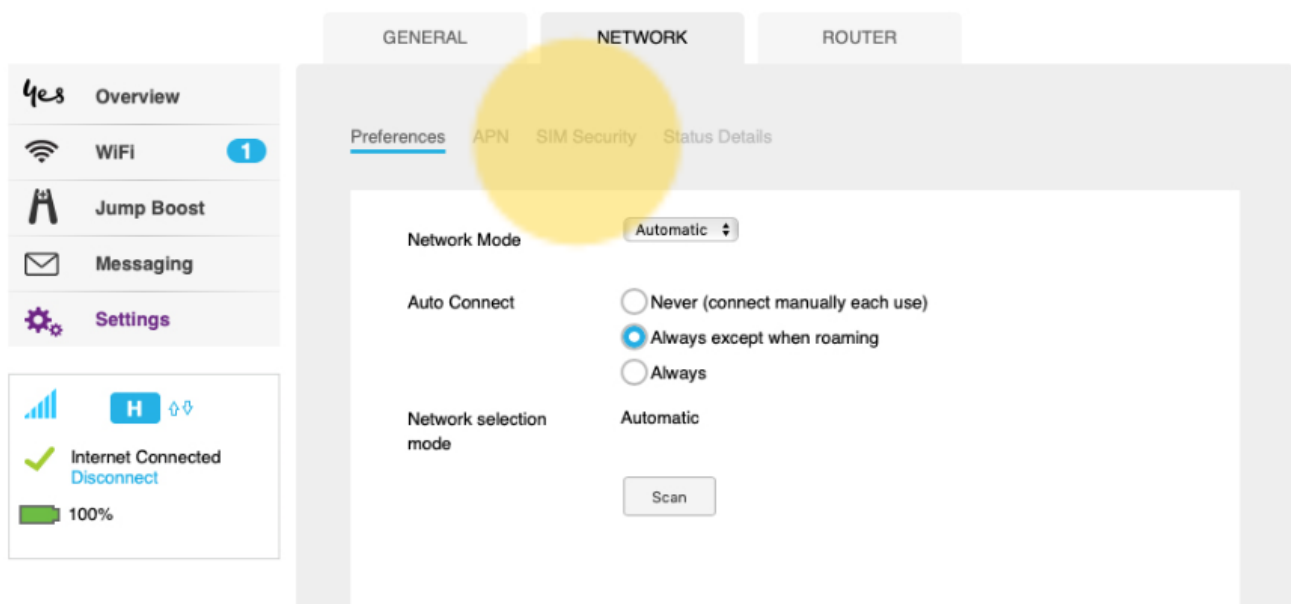 GENERAL NETWORK ROUTER
yes Overview
WiFi 1
Jump Boost
Messaging
Settings
H
Internet Connected
Disconnect
100%
Preferences APN SIM Security Status Details
Network Mode Automatic
Auto Connect Never (connect manually each use)
Always except when roaming
Always
Network selection Automatic
mode
Scan